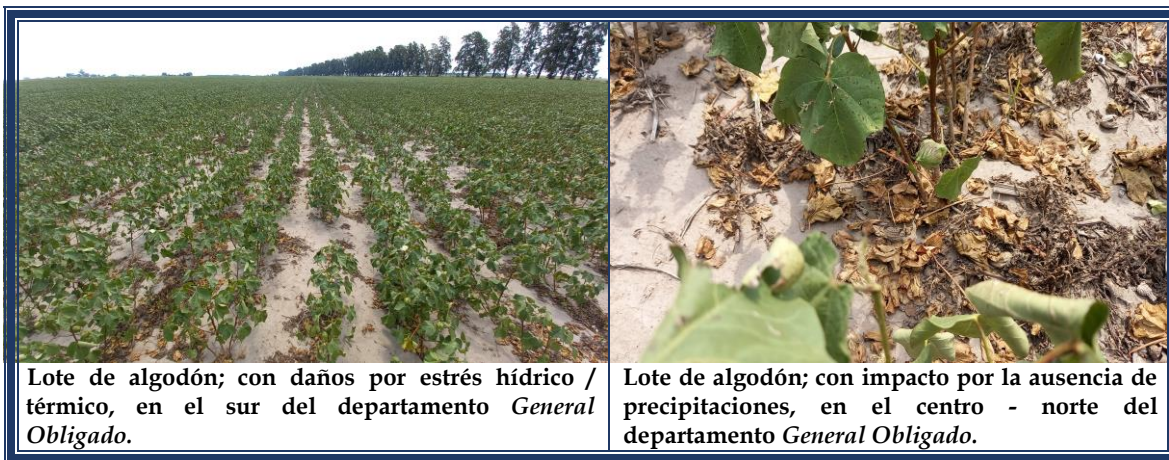 Lote de algodón; con daños por estrés hídrico /
térmico, en el sur del departamento General
Obligado.
Lote de algodón; con impacto por la ausencia de
precipitaciones, en el centro - norte del
departamento General Obligado.